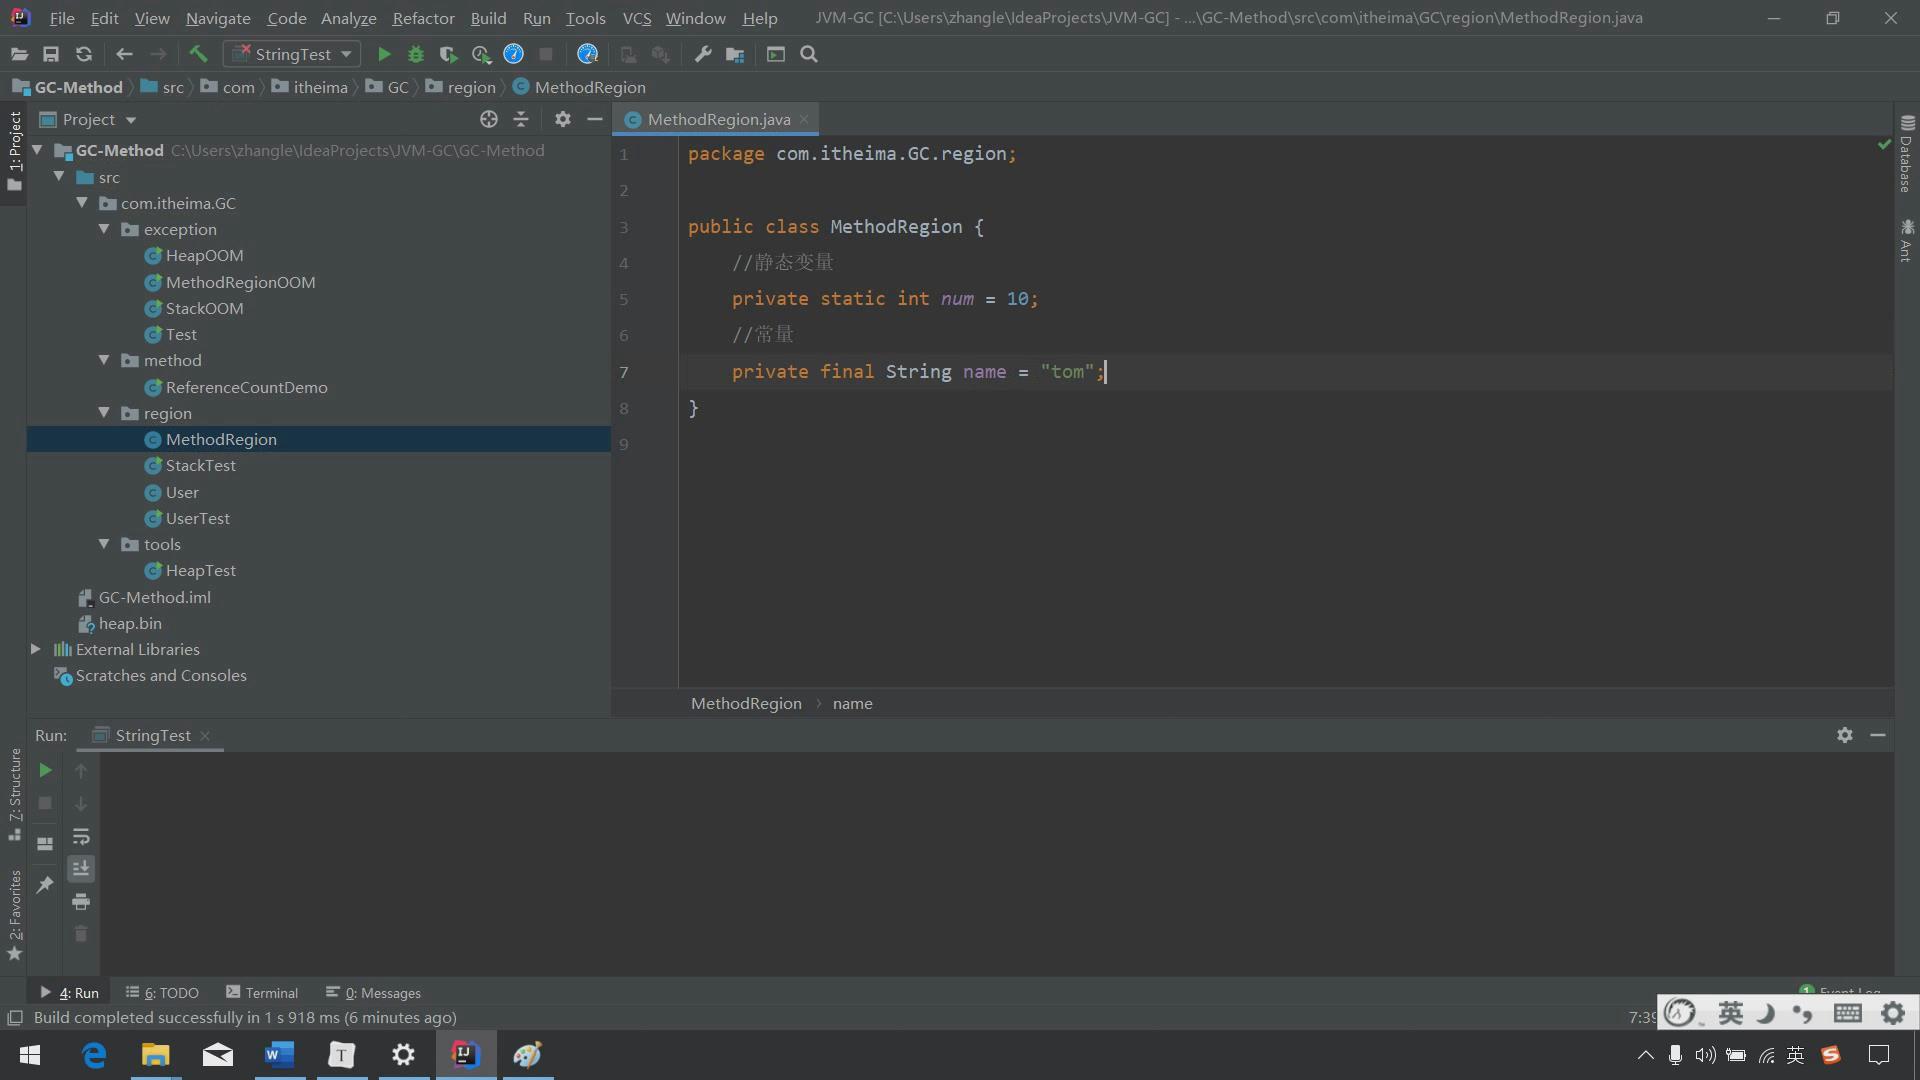 File Edit View Navigate Code Analyze Refactor Build Run Tools VCS Window Help JVM-GC [C:\Users\zhangle\IdeaProjects\JVM-GC] - ...\GC-Method\src\com\itheima\GC\region\MethodRegion.java
StringTest
GC-Method src com itheima GC region MethodRegion
1: Project
Project
MethodRegion.java
Database
Ant
GC-Method C:\Users\zhangle\IdeaProjects\JVM-GC\GC-Method
src
com.itheima.GC
exception
HeapOOM
MethodRegionOOM
StackOOM
Test
method
ReferenceCountDemo
region
MethodRegion
StackTest
User
UserTest
tools
HeapTest
GC-Method.iml
heap.bin
External Libraries
Scratches and Consoles
1 package com.itheima.GC.region;
2
3 public class MethodRegion {
4 //静态变量
5 private static int num = 10;
6 //常量
7 private final String name = "tom";
8 }
9
MethodRegion › name
Run: StringTest
7: Structure
2: Favorites
4: Run 6: TODO Terminal 0: Messages
Build completed successfully in 1 s 918 ms (6 minutes ago)
7:39
英
英